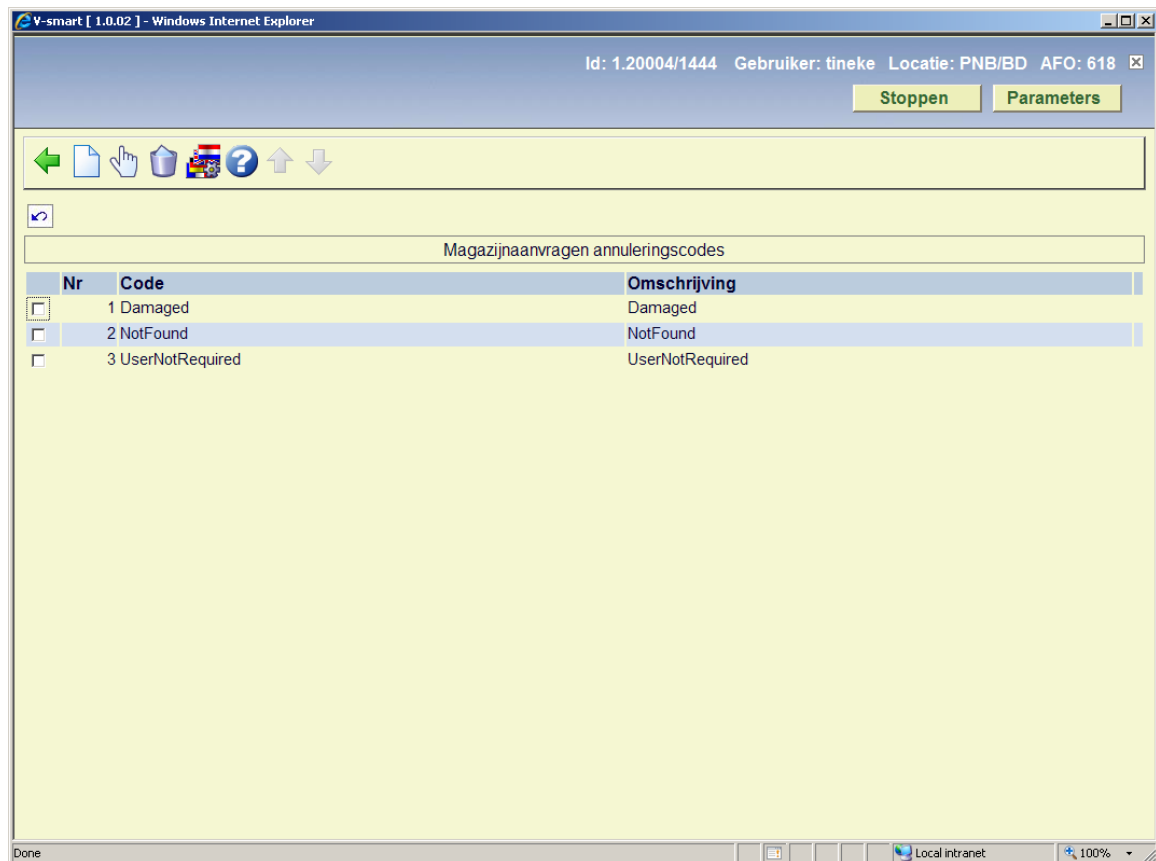 V-smart [ 1.0.02 ] - Windows Internet Explorer
Id: 1.20004/1444 Gebruiker: tineke Locatie: PNB/BD AFO: 618
Stoppen Parameters
Magazijnaanvragen annuleringscodes
Nr Code Omschrijving
1 Damaged Damaged
2 NotFound NotFound
3 UserNotRequired UserNotRequired
Done Local intranet 100%